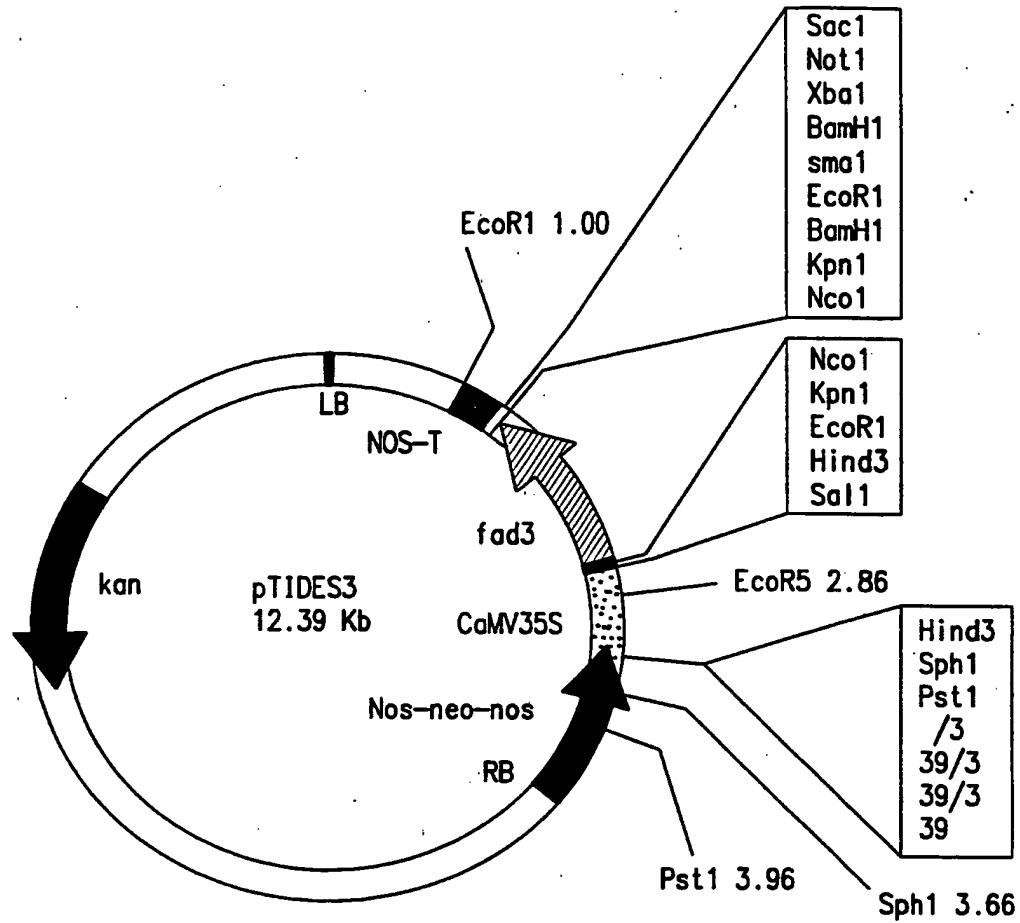 Sac1
Not1
Xba1
BamH1
sma1
EcoR1
BamH1
Kpn1
Nco1
EcoR1 1.00
Nco1
Kpn1
EcoR1
Hind3
Sal1
LB
NOS-T
fad3
kan
pTIDES3
12.39 Kb
CaMV35S
EcoR5 2.86
Hind3
Sph1
Pst1
/3
39/3
39/3
39
Nos-neo-nos
RB
Pst1 3.96
Sph1 3.66